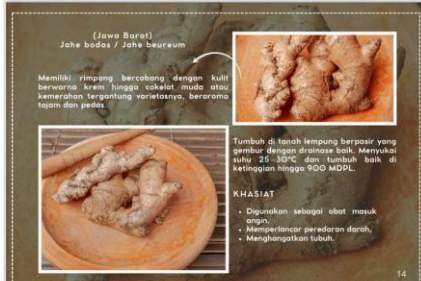 (Jawa Barat)
Jahe bodas / Jahe beureum
Memiliki rimpang bercabang dengan kulit
berwarna krem hingga cokelat muda atau
kemerahan tergantung varietasnya, beraroma
tajam dan pedas.
Tumbuh di tanah lempung berpasir yang
gembur dengan drainase baik. Menyukai
suhu 25–30°C dan tumbuh baik di
ketinggian hingga 900 MDPL.
KHASIAT
• Digunakan sebagai obat masuk
angin,
• Memperlancar peredaran darah,
• Menghangatkan tubuh.
14